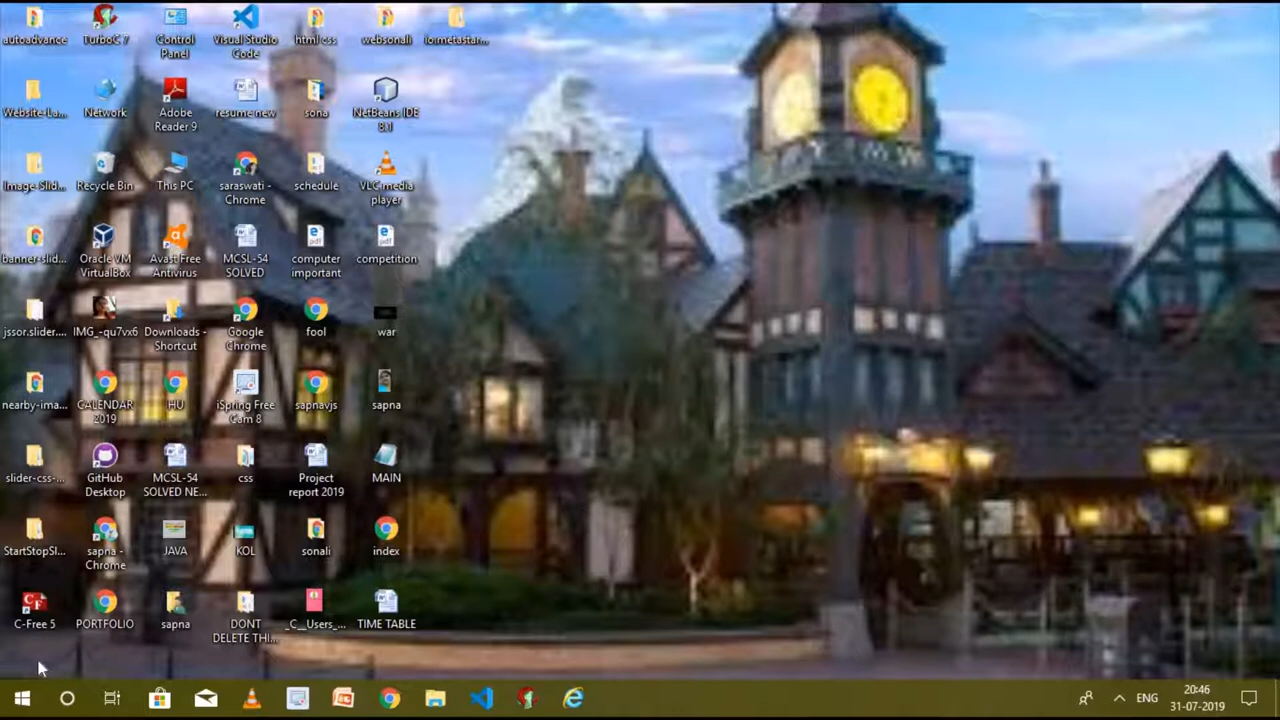 autoadvance
TurboC 7
Control
Panel
Visual Studio
Code
html css
websonali
Website-La...
Network
Adobe
Reader 9
resume new
sona
NetBeans IDE
8.1
Image-Slid...
Recycle Bin
This PC
saraswati -
Chrome
schedule
VLC media
player
banner-slid...
Oracle VM
VirtualBox
Avast Free
Antivirus
MCSL-54
SOLVED
computer
important
competition
jssor.slider....
IMG_-qu7vx6
Downloads -
Shortcut
Google
Chrome
fool
war
nearby-ima...
CALENDAR
2019
HU
iSpring Free
Cam 8
sapnavjs
sapna
slider-css-...
GitHub
Desktop
MCSL-54
SOLVED NE...
css
Project
report 2019
MAIN
StartStopSl...
sapna -
Chrome
JAVA
KOL
sonali
index
C-Free 5
PORTFOLIO
sapna
DONT
DELETE THI...
_C__Users_...
TIME TABLE
ENG
20:46
31-07-2019